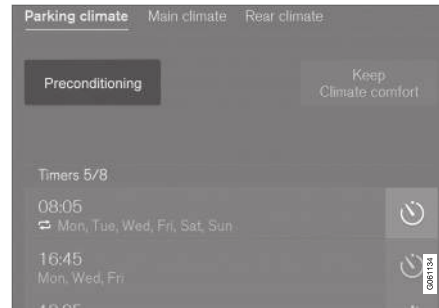 Parking climate Main climate Rear climate
Preconditioning
Keep
Climate comfort
Timers 5/8
08:05
Mon, Tue, Wed, Fri, Sat, Sun
16:45
Mon, Wed, Fri
G061134